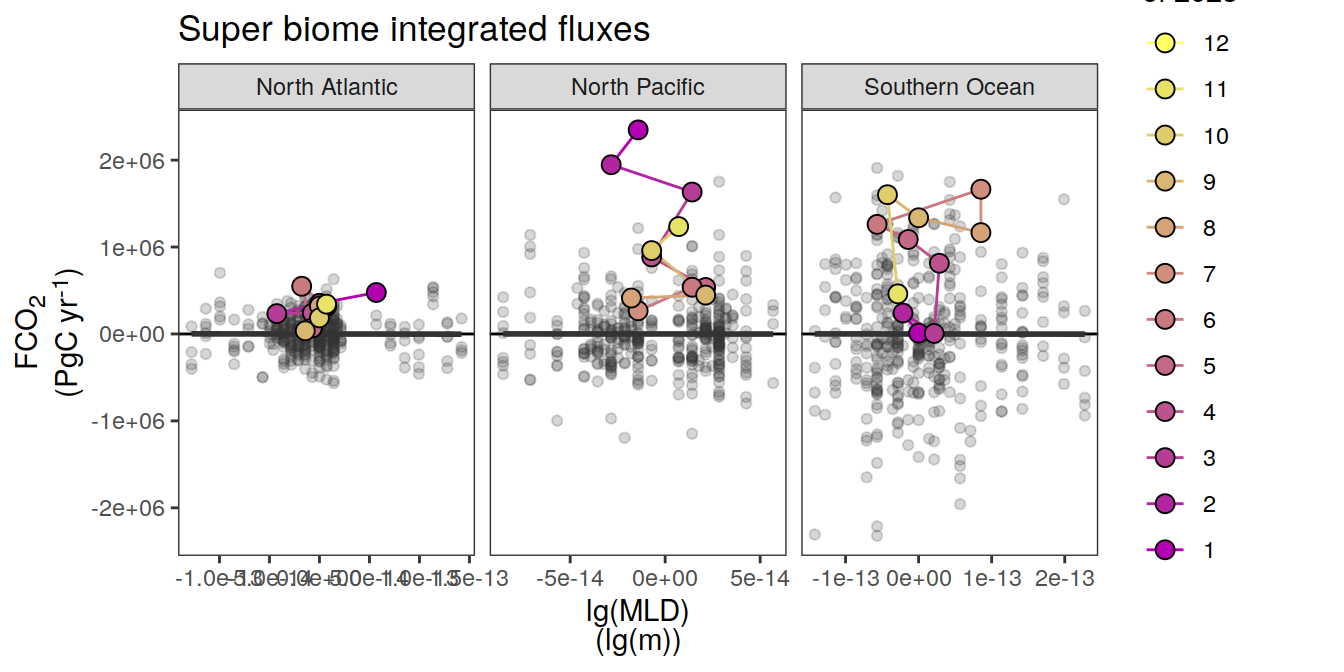 Super biome integrated fluxes
North Atlantic
North Pacific
Southern Ocean
FCO2
(PgC yr⁻¹)
2e+06
1e+06
0e+00
-1e+06
-2e+06
-5e-14 0e+00 5e-14
-1e-13 0e+00 1e-13 2e-13
lg(MLD)
(lg(m))
12
11
10
9
8
7
6
5
4
3
2
1